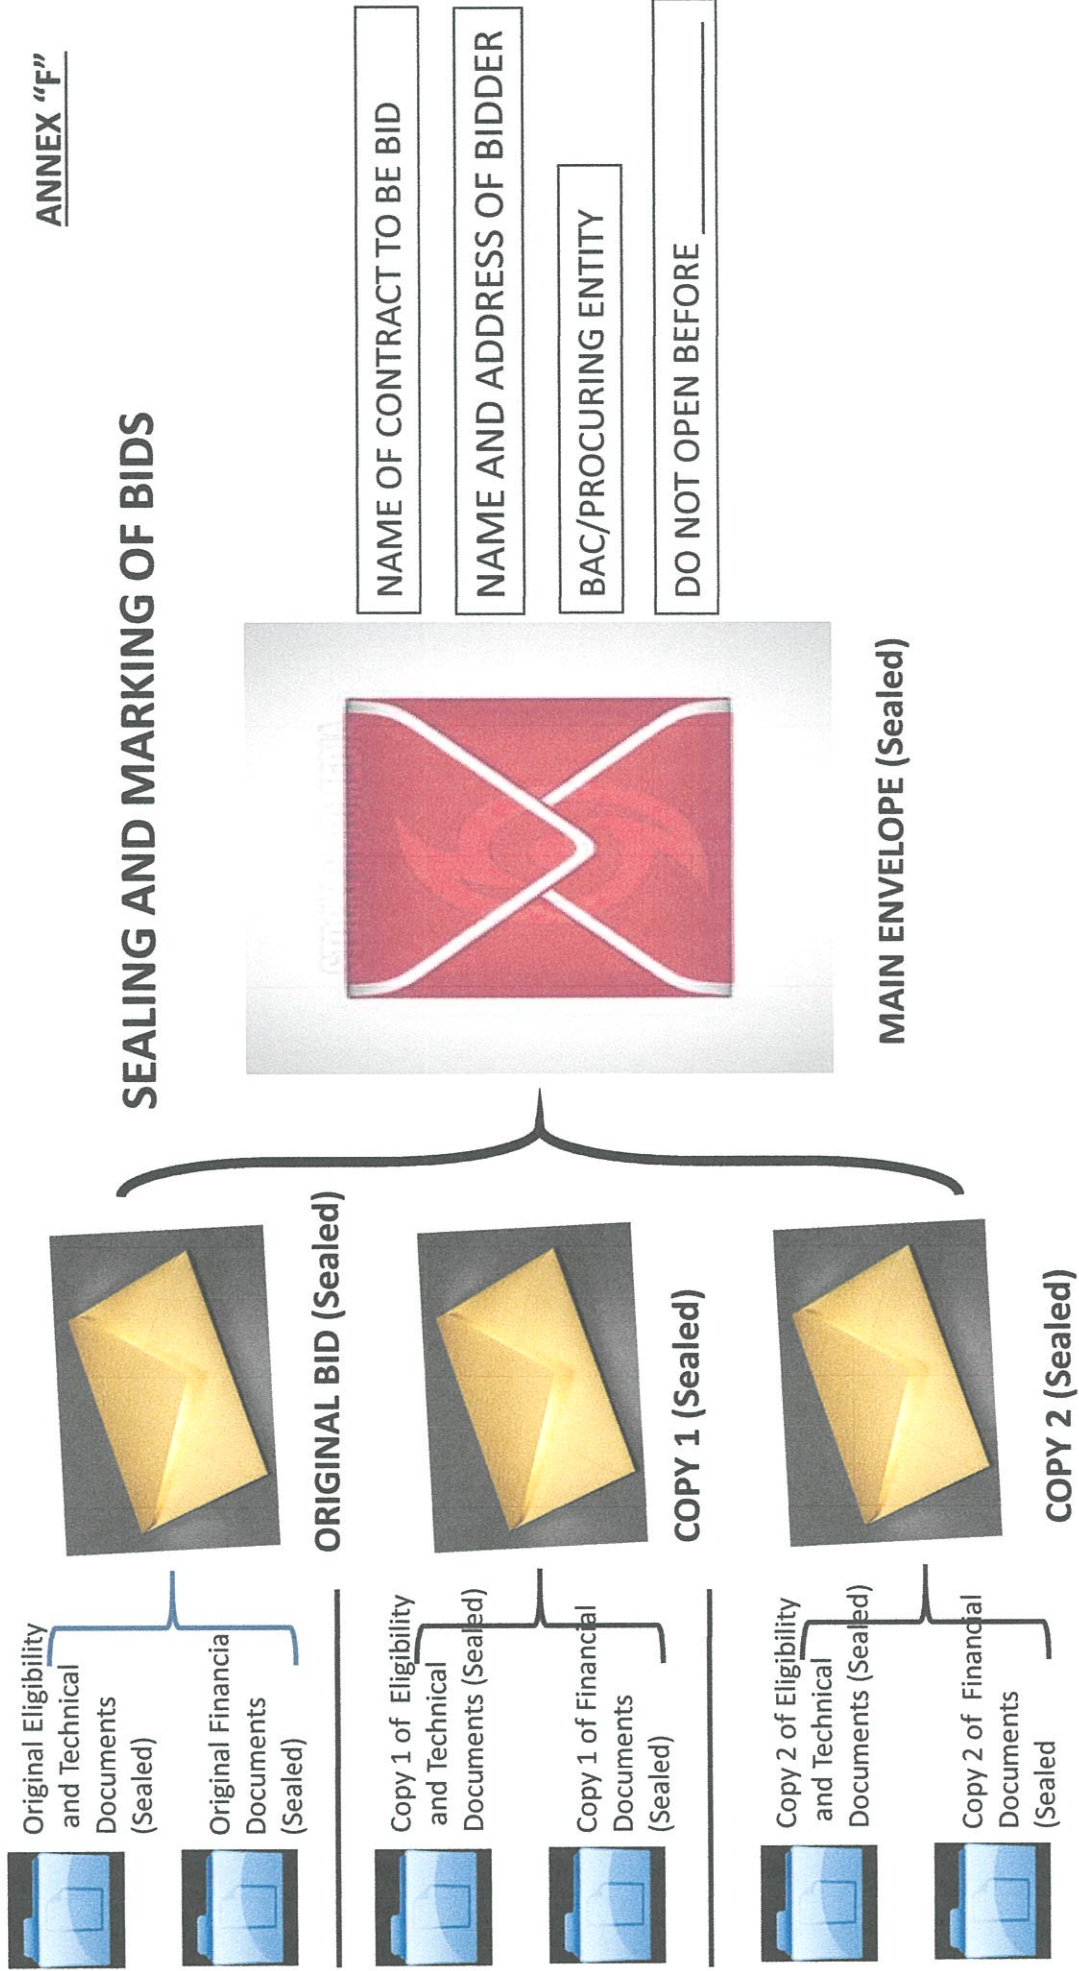 ANNEX “F”
SEALING AND MARKING OF BIDS
Original Eligibility
and Technical
Documents
(Sealed)
Original Financia
Documents
(Sealed)
ORIGINAL BID (Sealed)
Copy 1 of Eligibility
and Technical
Documents (Sealed)
Copy 1 of Financial
Documents
(Sealed)
COPY 1 (Sealed)
Copy 2 of Eligibility
and Technical
Documents (Sealed)
Copy 2 of Financial
Documents
(Sealed
COPY 2 (Sealed)
MAIN ENVELOPE (Sealed)
NAME OF CONTRACT TO BE BID
NAME AND ADDRESS OF BIDDER
BAC/PROCURING ENTITY
DO NOT OPEN BEFORE ________